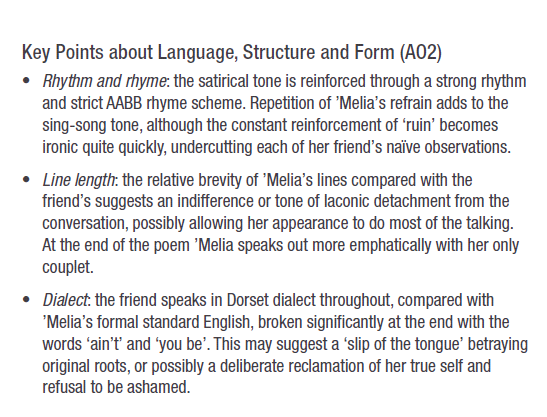 Key Points about Language, Structure and Form (AO2)
• Rhythm and rhyme: the satirical tone is reinforced through a strong rhythm
and strict AABB rhyme scheme. Repetition of ’Melia’s refrain adds to the
sing-song tone, although the constant reinforcement of ‘ruin’ becomes
ironic quite quickly, undercutting each of her friend’s naïve observations.
• Line length: the relative brevity of ’Melia’s lines compared with the
friend’s suggests an indifference or tone of laconic detachment from the
conversation, possibly allowing her appearance to do most of the talking.
At the end of the poem ’Melia speaks out more emphatically with her only
couplet.
• Dialect: the friend speaks in Dorset dialect throughout, compared with
’Melia’s formal standard English, broken significantly at the end with the
words ‘ain’t’ and ‘you be’. This may suggest a ‘slip of the tongue’ betraying
original roots, or possibly a deliberate reclamation of her true self and
refusal to be ashamed.